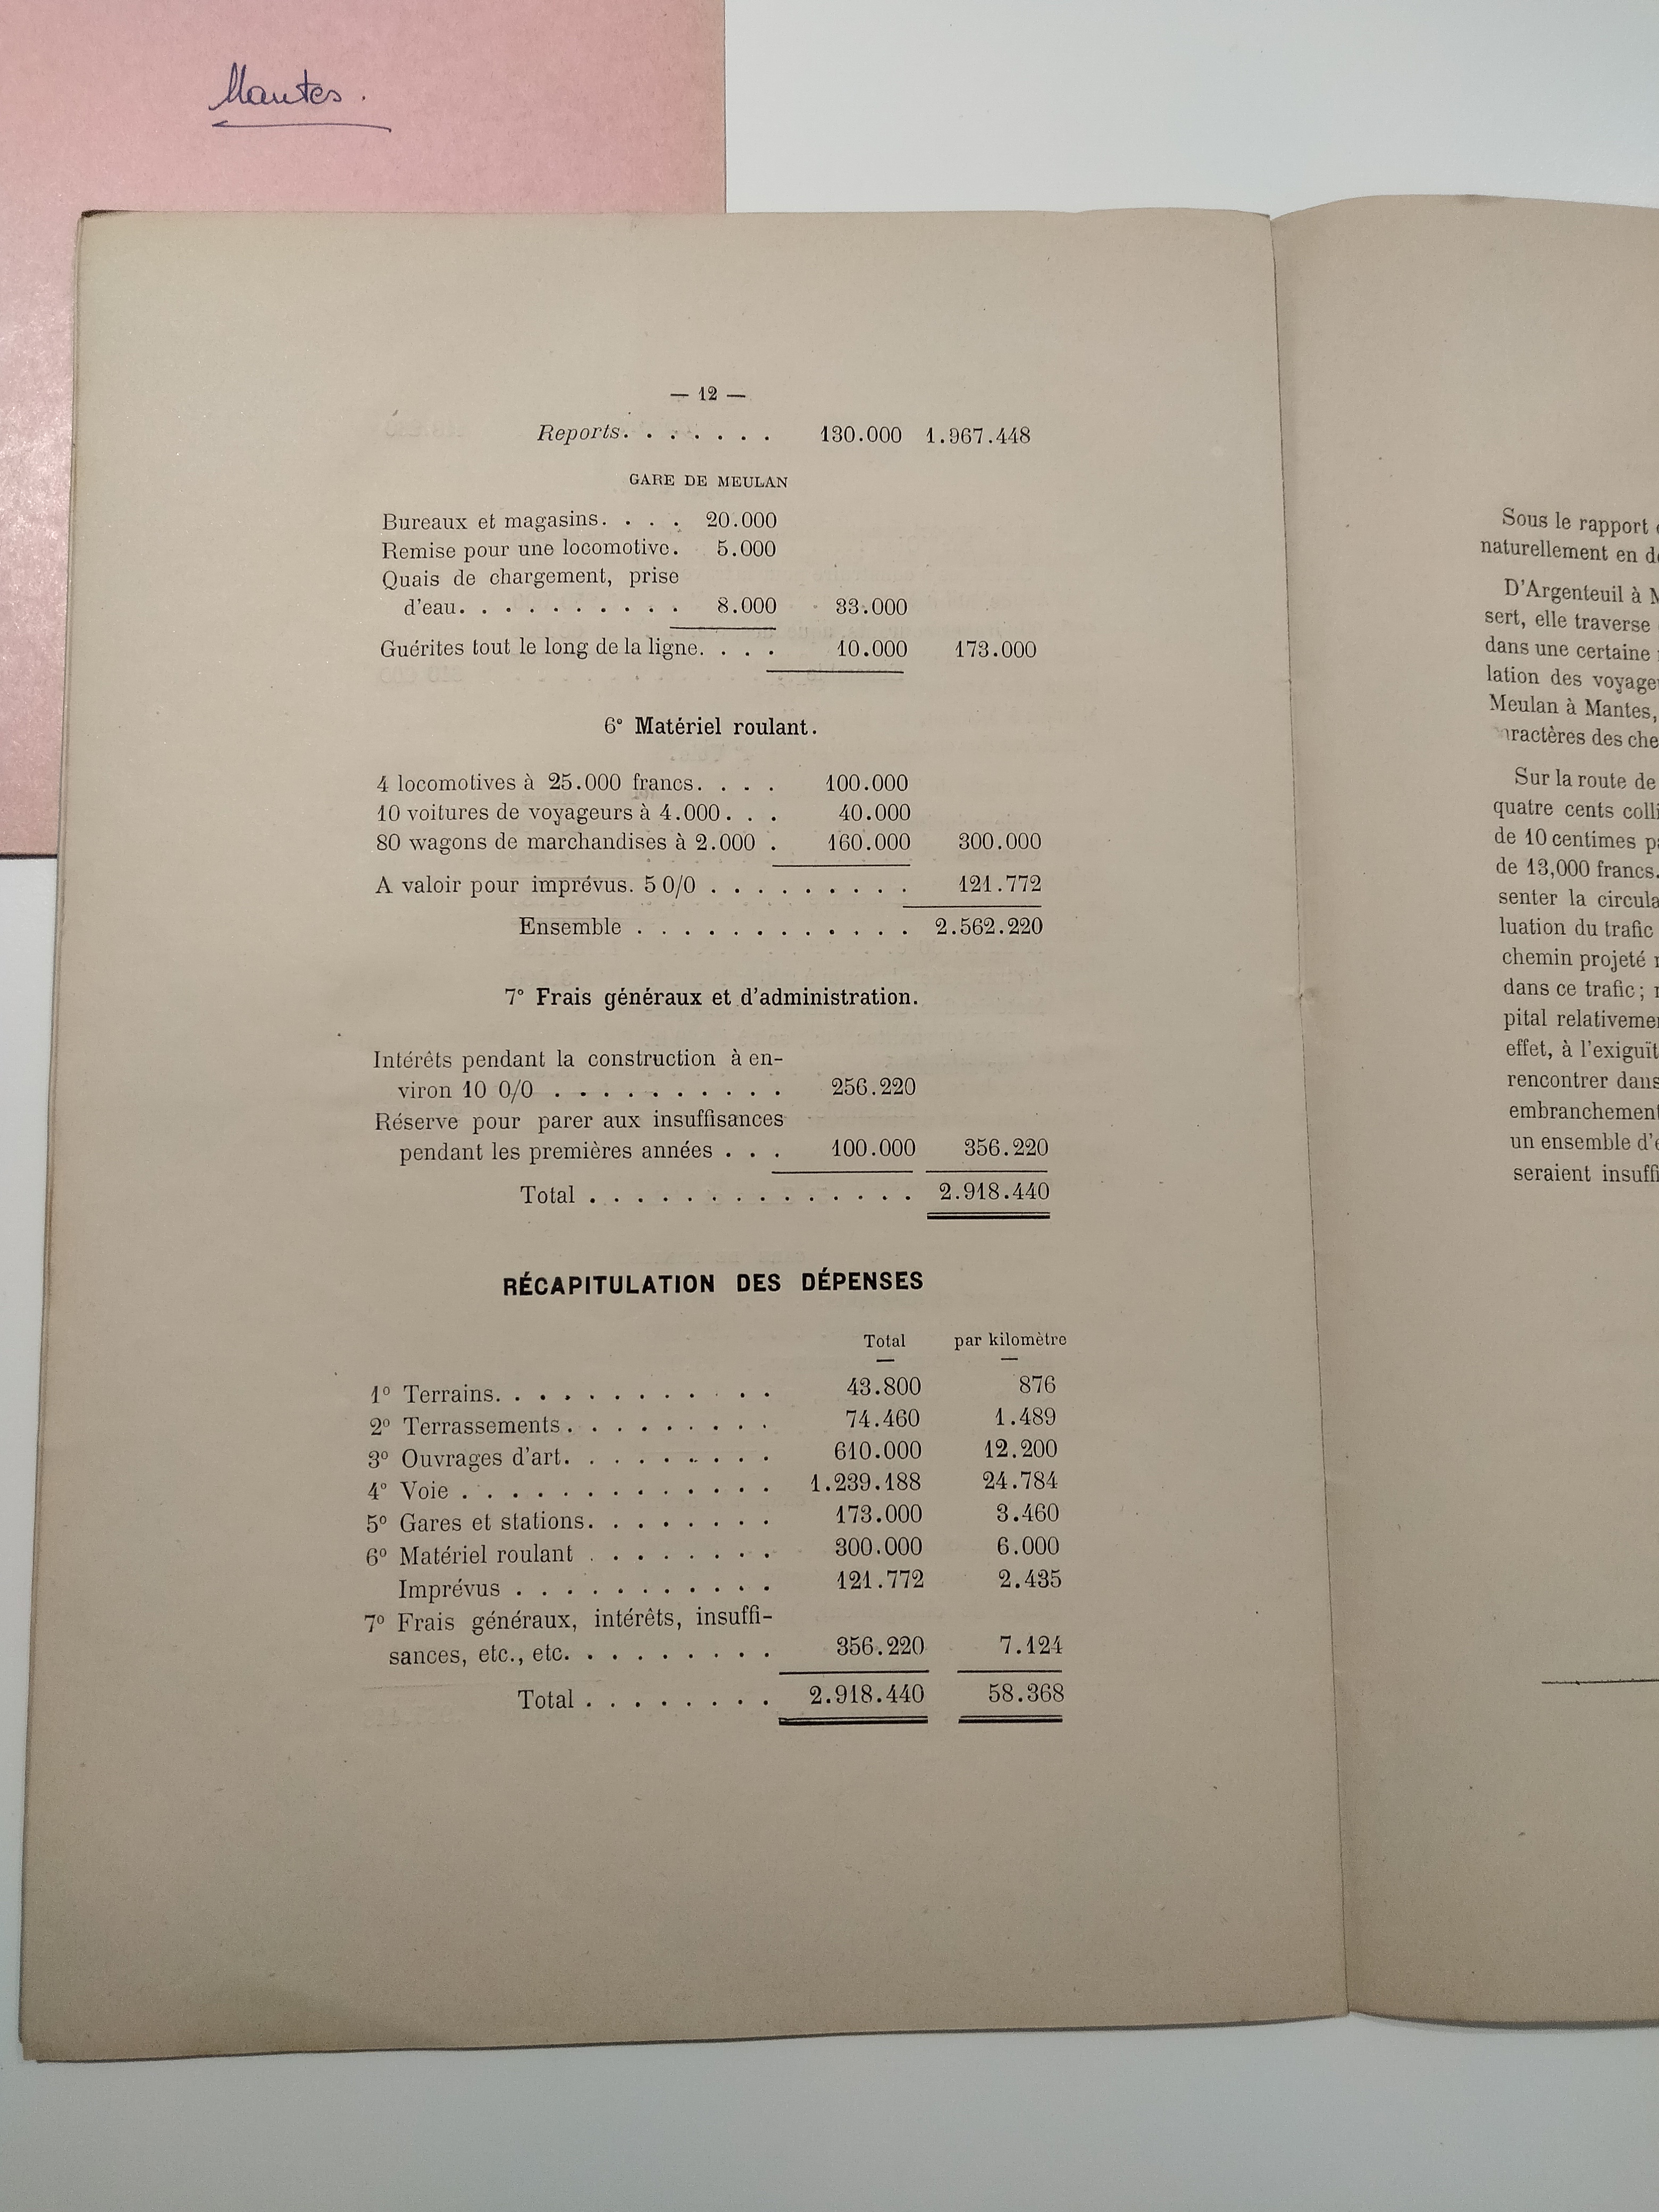 Mantes.
— 12 —
Reports. . . . . . . 130.000 1.967.448
GARE DE MEULAN
Bureaux et magasins. . . . 20.000
Remise pour une locomotive. 5.000
Quais de chargement, prise
d'eau. . . . . . . . . . 8.000 33.000
Guérites tout le long de la ligne. . . . 10.000 173.000
6° Matériel roulant.
4 locomotives à 25.000 francs. . . . 100.000
10 voitures de voyageurs à 4.000. . . 40.000
80 wagons de marchandises à 2.000 . 160.000 300.000
A valoir pour imprévus. 5 0/0 . . . . . . . . . 121.772
Ensemble . . . . . . . . . . . . 2.562.220
7° Frais généraux et d'administration.
Intérêts pendant la construction à en-
viron 10 0/0 . . . . . . . . . . 256.220
Réserve pour parer aux insuffisances
pendant les premières années . . . 100.000 356.220
Total . . . . . . . . . . . . . . 2.918.440
RÉCAPITULATION DES DÉPENSES
Total par kilomètre
1º Terrains. . . . . . . . . . . 43.800 876
2º Terrassements. . . . . . . . . 74.460 1.489
3º Ouvrages d'art. . . . . . . . . 610.000 12.200
4° Voie . . . . . . . . . . . . . 1.239.188 24.784
5º Gares et stations. . . . . . . . 173.000 3.460
6º Matériel roulant . . . . . . . 300.000 6.000
Imprévus . . . . . . . . . . . 121.772 2.435
7º Frais généraux, intérêts, insuffi-
sances, etc., etc. . . . . . . . . 356.220 7.124
Total . . . . . . . . 2.918.440 58.368
Sous le rapport
naturellement en
D'Argenteuil à
sert, elle traverse
dans une certaine
lation des
Meulan à Mantes,
des
Sur la route de
quatre cents
de 10 centimes
de 13,000 francs.
senter la
luation du trafic
chemin projeté
dans ce trafic;
pital
effet, à
rencontrer dans
un ensemble
seraient